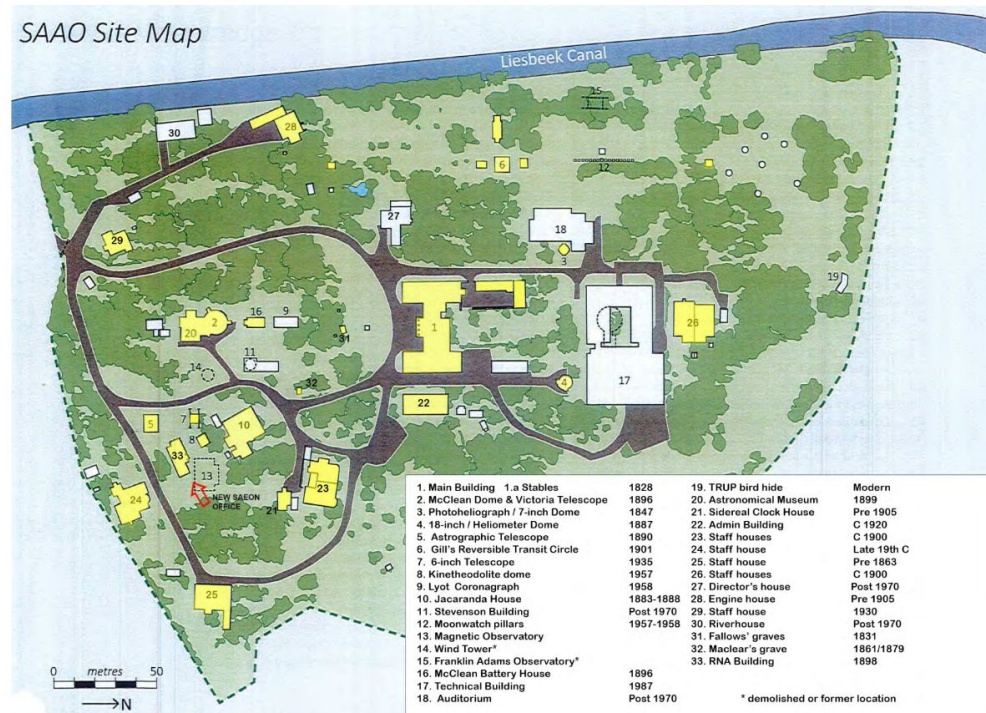 SAAO Site Map
Liesbeek Canal
15
28
30
6
12
27
18
29
3
19
16
9
2
20
31
1
26
11
14
17
32
4
22
5
7
10
8
33
13
NEW SAEON
OFFICE
23
24
21
25
0 metres 50
N
1. Main Building 1.a Stables 1828
2. McClean Dome & Victoria Telescope 1896
3. Photoheliograph / 7-inch Dome 1847
4. 18-inch / Heliometer Dome 1887
5. Astrographic Telescope 1890
6. Gill's Reversible Transit Circle 1901
7. 6-inch Telescope 1935
8. Kinetheodolite dome 1957
9. Lyot Coronagraph 1958
10. Jacaranda House 1883-1888
11. Stevenson Building Post 1970
12. Moonwatch pillars 1957-1958
13. Magnetic Observatory
14. Wind Tower*
15. Franklin Adams Observatory*
16. McClean Battery House 1896
17. Technical Building 1987
18. Auditorium Post 1970
19. TRUP bird hide Modern
20. Astronomical Museum 1899
21. Sidereal Clock House Pre 1905
22. Admin Building C 1920
23. Staff houses C 1900
24. Staff house Late 19th C
25. Staff house Pre 1863
26. Staff houses C 1900
27. Director's house Post 1970
28. Engine house Pre 1905
29. Staff house 1930
30. Riverhouse Post 1970
31. Fallows' graves 1831
32. Maclear's grave 1861/1879
33. RNA Building 1898
* demolished or former location